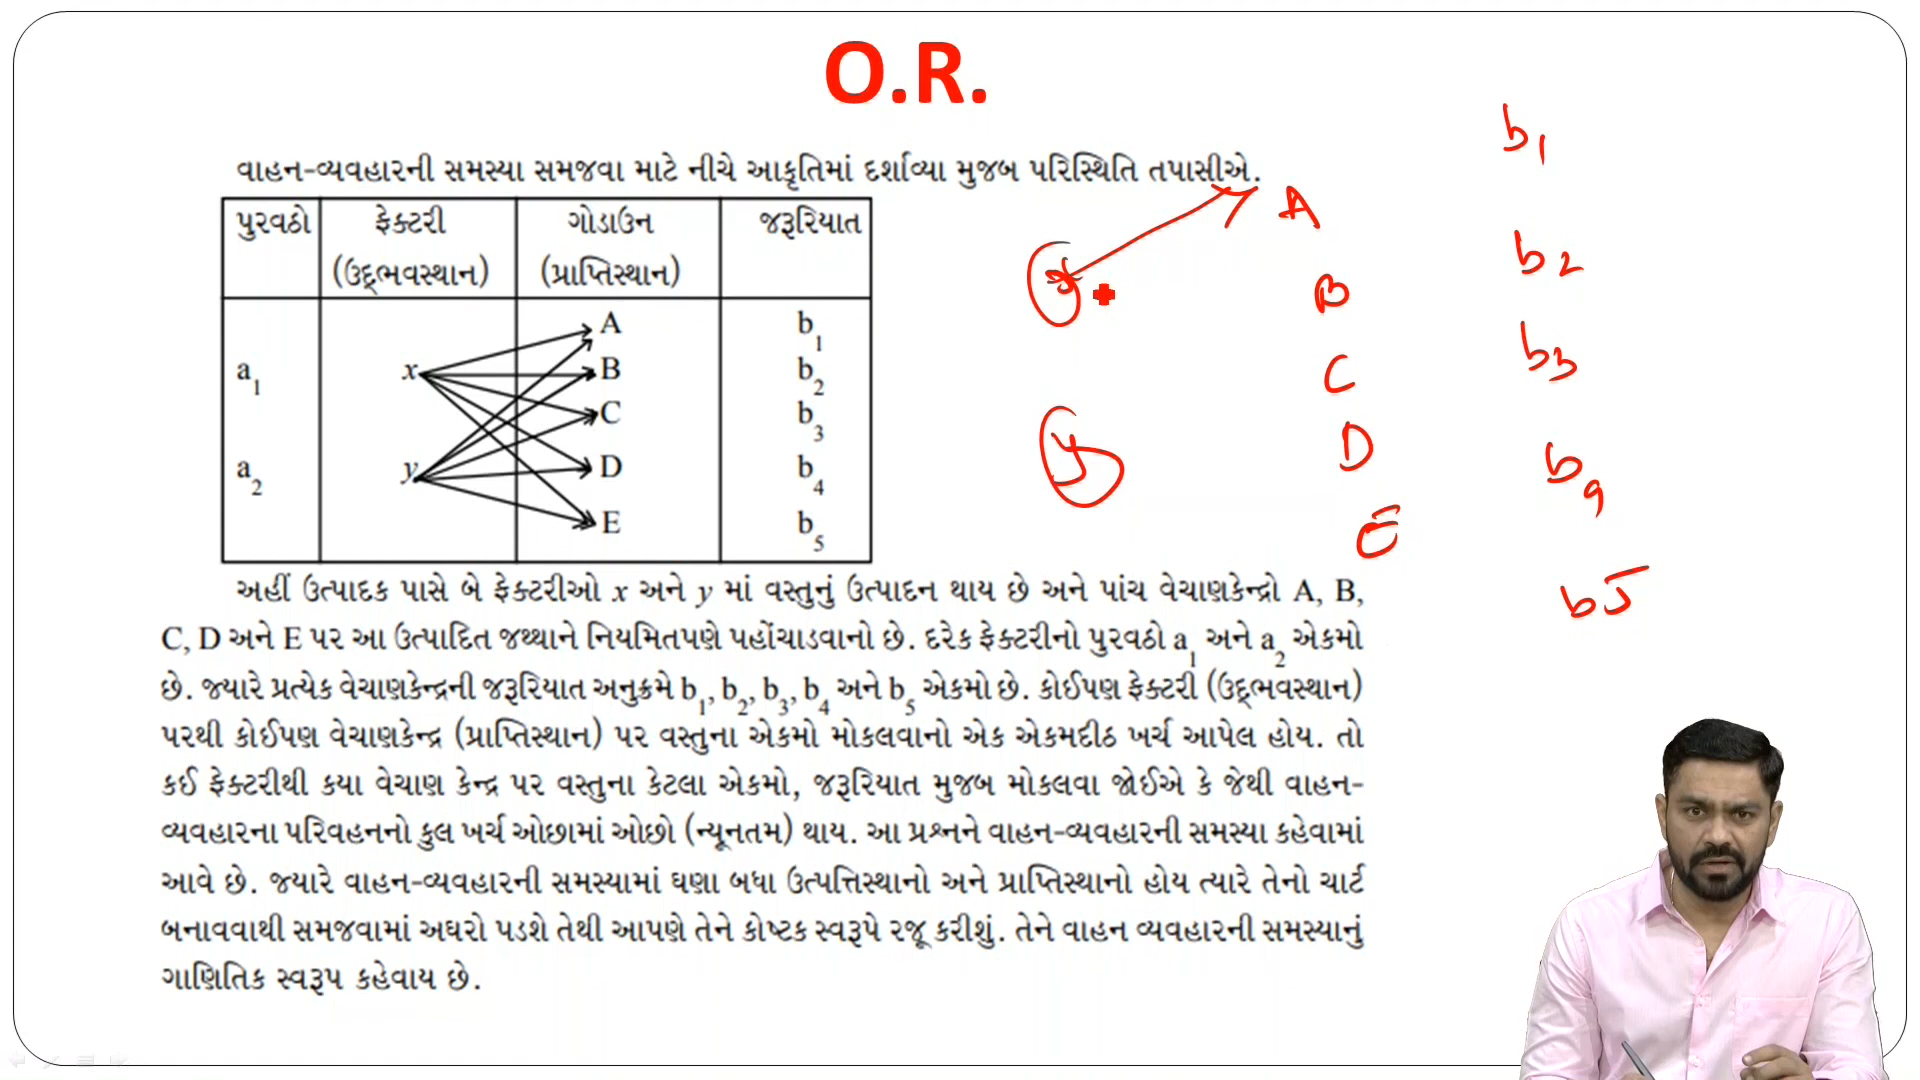 O.R.
વાહન-વ્યવહારની સમસ્યા સમજવા માટે નીચે આકૃતિમાં દર્શાવ્યા મુજબ પરિસ્થિતિ તપાસીએ.
પુરવઠો ફેક્ટરી ગોડાઉન જરૂરિયાત
(ઉદ્‌ભવસ્થાન) (પ્રાપ્તિસ્થાન)
A b1
a1 x B b2
C b3
a2 y D b4
E b5
અહીં ઉત્પાદક પાસે બે ફેક્ટરીઓ x અને y માં વસ્તુનું ઉત્પાદન થાય છે અને પાંચ વેચાણકેન્દ્રો A, B,
C, D અને E પર આ ઉત્પાદિત જથ્થાને નિયમિતપણે પહોંચાડવાનો છે. દરેક ફેક્ટરીનો પુરવઠો a1 અને a2 એકમો
છે. જ્યારે પ્રત્યેક વેચાણકેન્દ્રની જરૂરિયાત અનુક્રમે b1, b2, b3, b4 અને b5 એકમો છે. કોઈપણ ફેક્ટરી (ઉદ્‌ભવસ્થાન)
પરથી કોઈપણ વેચાણકેન્દ્ર (પ્રાપ્તિસ્થાન) પર વસ્તુના એકમો મોકલવાનો એક એકમદીઠ ખર્ચ આપેલ હોય. તો
કઈ ફેક્ટરીથી કયા વેચાણ કેન્દ્ર પર વસ્તુના કેટલા એકમો, જરૂરિયાત મુજબ મોકલવા જોઈએ કે જેથી વાહન-
વ્યવહારના પરિવહનનો કુલ ખર્ચ ઓછામાં ઓછો (ન્યૂનતમ) થાય. આ પ્રશ્નને વાહન-વ્યવહારની સમસ્યા કહેવામાં
આવે છે. જ્યારે વાહન-વ્યવહારની સમસ્યામાં ઘણા બધા ઉત્પત્તિસ્થાનો અને પ્રાપ્તિસ્થાનો હોય ત્યારે તેનો ચાર્ટ
બનાવવાથી સમજવામાં અઘરો પડશે તેથી આપણે તેને કોષ્ટક સ્વરૂપે રજૂ કરીશું. તેને વાહન વ્યવહારની સમસ્યાનું
ગાણિતિક સ્વરૂપ કહેવાય છે.
b1
A
b2
x B
b3
C
y D b4
E
b5